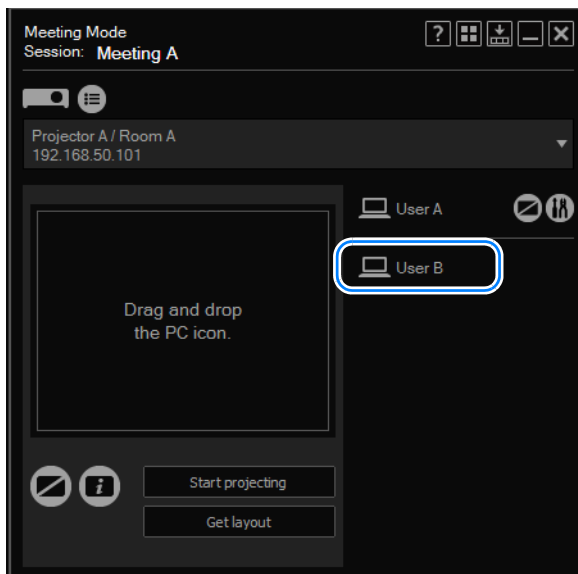 Meeting Mode
Session: Meeting A
?
Projector A / Room A
192.168.50.101
User A
User B
Drag and drop
the PC icon.
i
Start projecting
Get layout